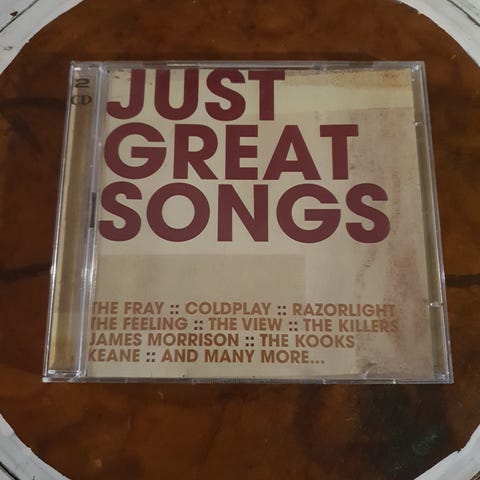 2
CD
JUST
GREAT
SONGS
THE FRAY :: COLDPLAY :: RAZORLIGHT
THE FEELING :: THE VIEW :: THE KILLERS
JAMES MORRISON :: THE KOOKS
KEANE :: AND MANY MORE...